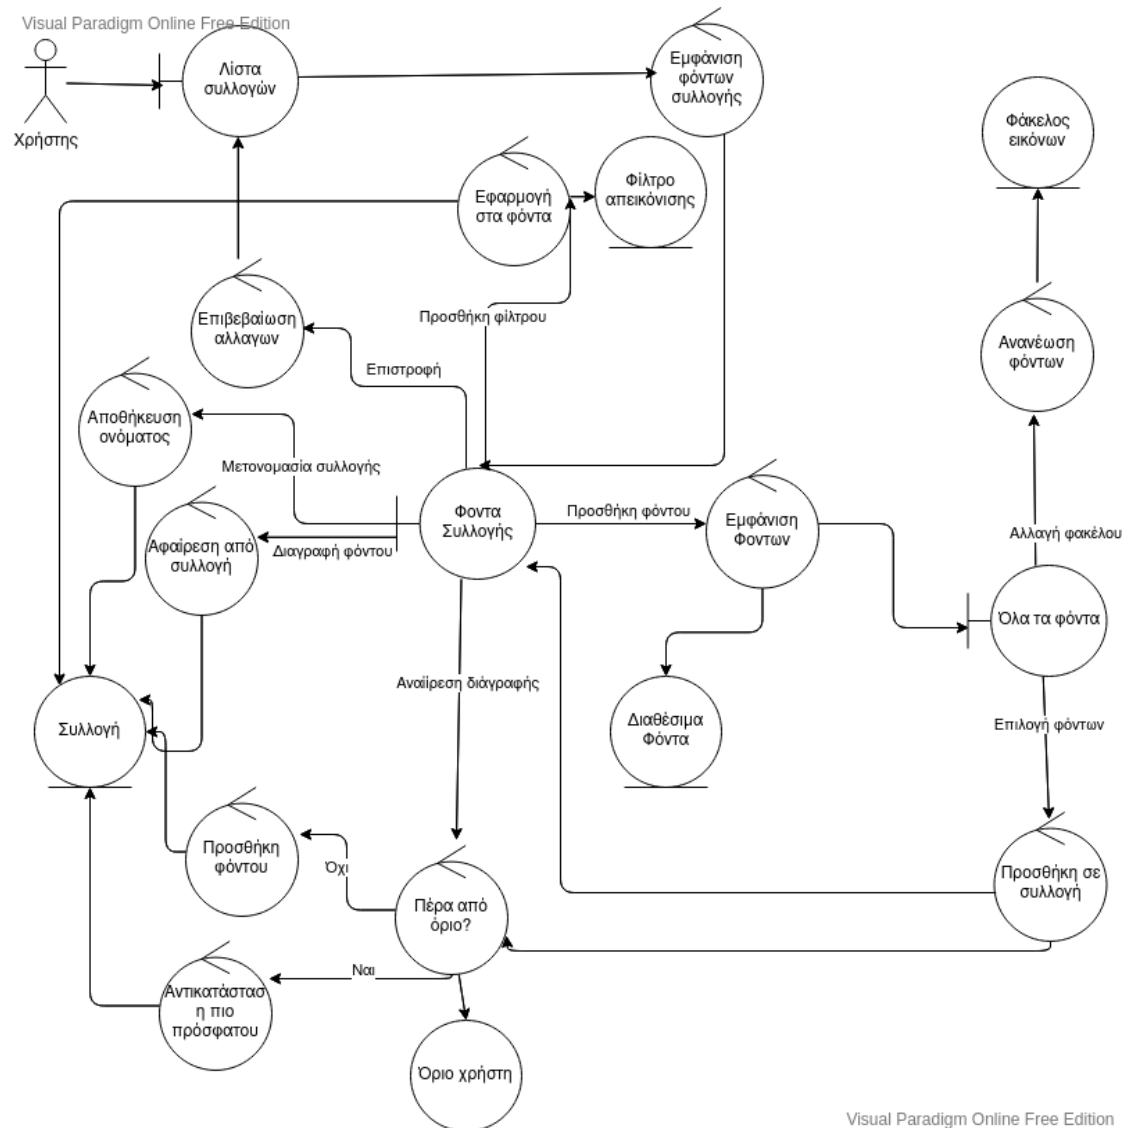 Visual Paradigm Online Free Edition
Λίστα
συλλογών
Εμφάνιση
φόντων
συλλογής
Χρήστης
Φάκελος
εικόνων
Εφαρμογή
στα φόντα
Φίλτρο
απεικόνισης
Επιβεβαίωση
αλλαγων
Προσθήκη φίλτρου
Ανανέωση
φόντων
Επιστροφή
Αποθήκευση
ονόματος
Μετονομασία συλλογής
Φοντα
Συλλογής
Προσθήκη φόντου
Εμφάνιση
Φοντων
Αλλαγή φακέλου
Αφαίρεση από
συλλογή
Διαγραφή φόντου
Όλα τα φόντα
Αναίίρεση διάγραφής
Συλλογή
Διαθέσιμα
Φόντα
Επιλογή φόντων
Προσθήκη
φόντου
Όχι
Πέρα από
όριο?
Προσθήκη σε
συλλογή
Ναι
Αντικατάστασ
η πιο
πρόσφατου
Όριο χρήστη
Visual Paradigm Online Free Edition